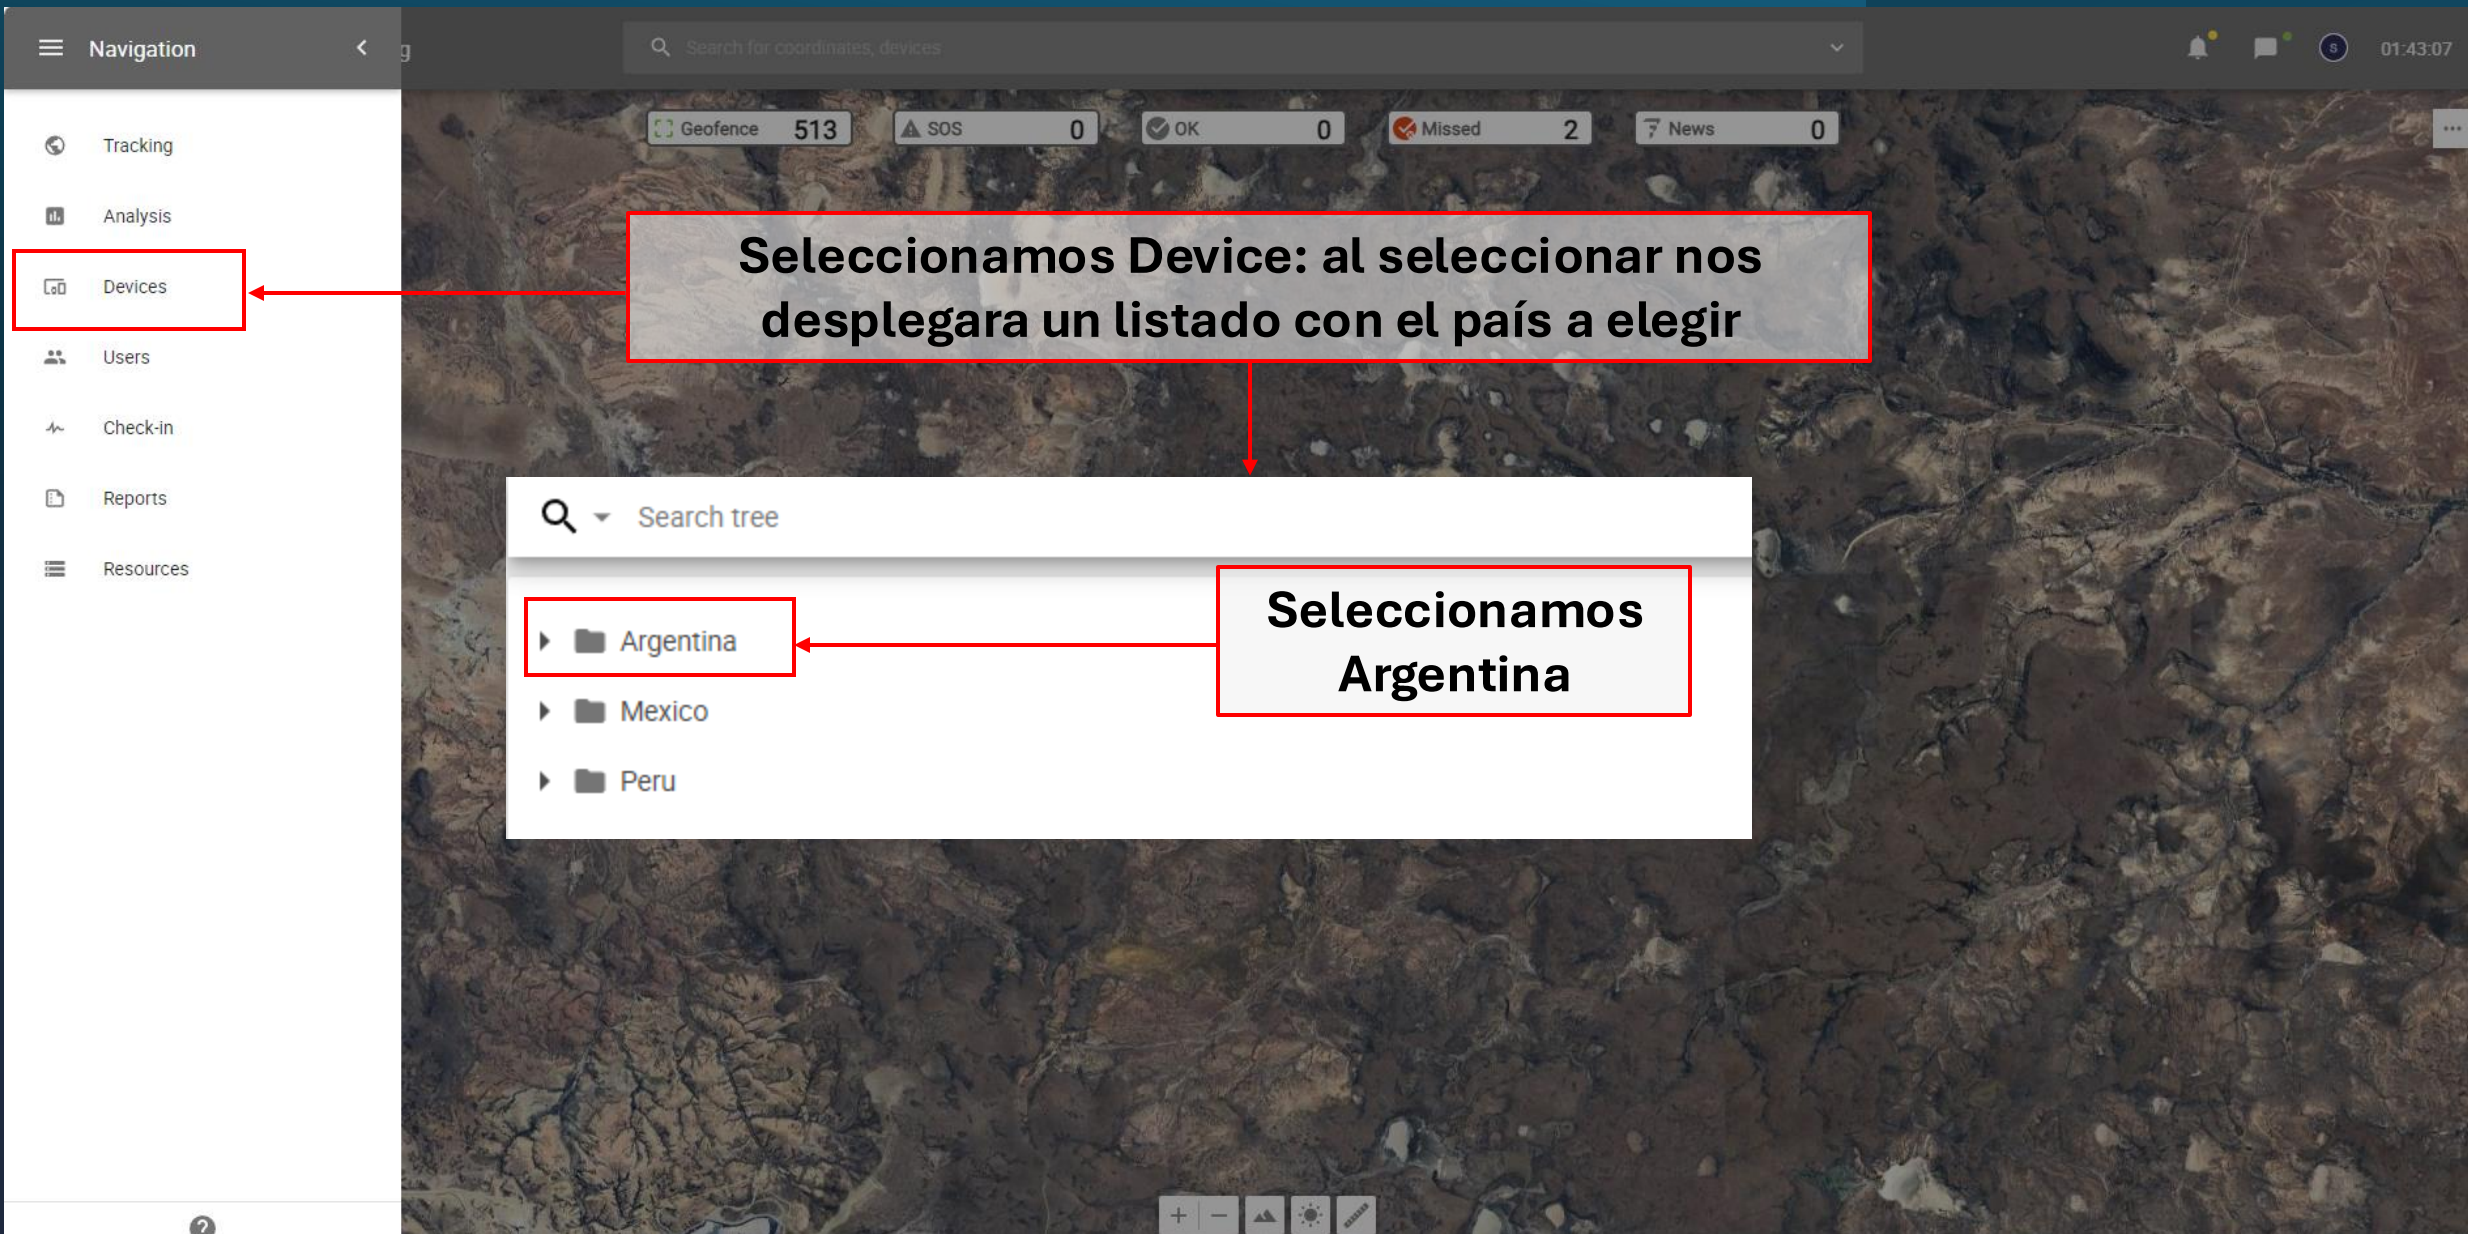 Navigation
g
Search for coordinates, devices
S
01:43:07
Geofence 513
SOS 0
OK 0
Missed 2
News 0
Tracking
Analysis
Devices
Users
Check-in
Reports
Resources
Seleccionamos Device: al seleccionar nos
desplegara un listado con el país a elegir
Search tree
Argentina
Mexico
Peru
Seleccionamos
Argentina